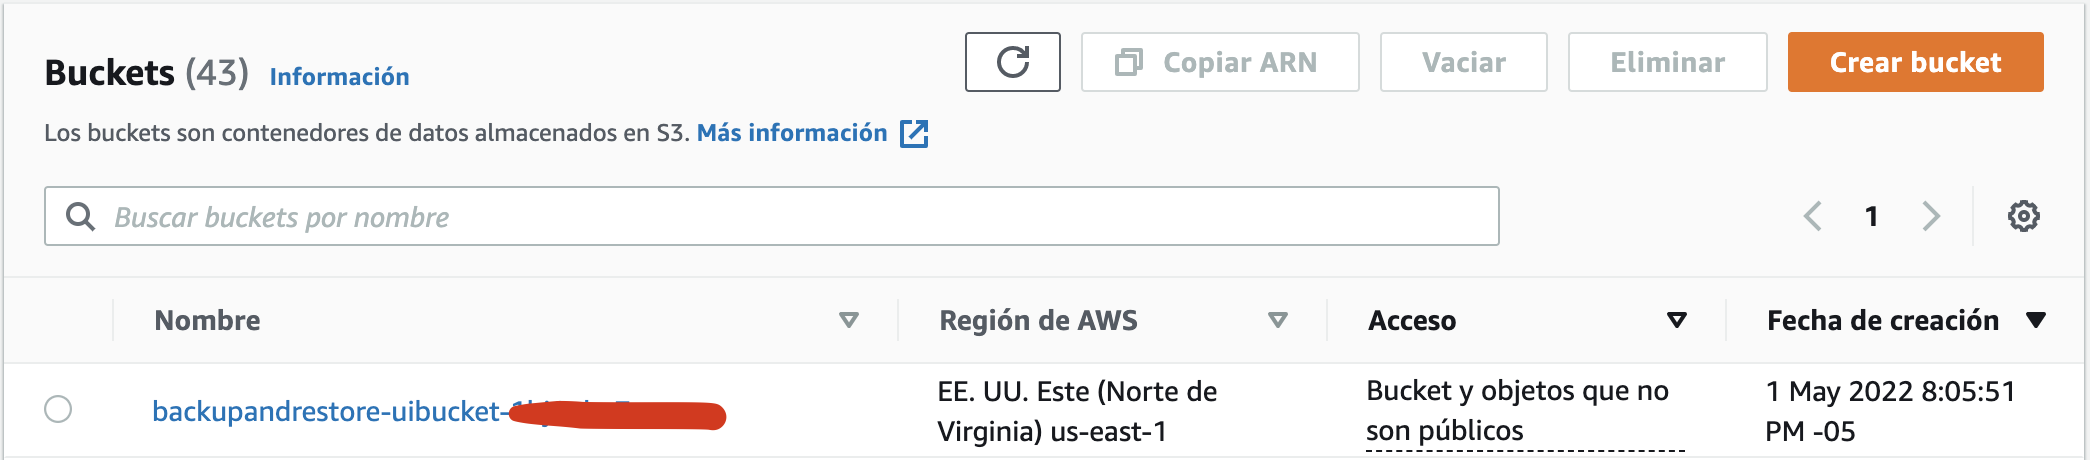 Buckets (43) Información
Copiar ARN
Vaciar
Eliminar
Crear bucket
Los buckets son contenedores de datos almacenados en S3. Más información
Buscar buckets por nombre
1
Nombre
Región de AWS
Acceso
Fecha de creación
backupandrestore-uibucket-
EE. UU. Este (Norte de
Virginia) us-east-1
Bucket y objetos que no
son públicos
1 May 2022 8:05:51
PM -05